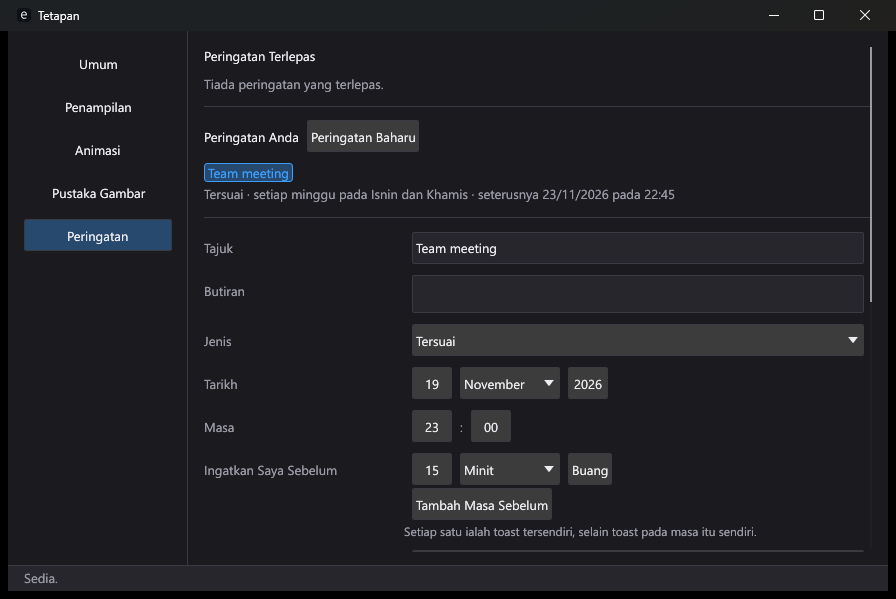 e Tetapan
Umum
Penampilan
Animasi
Pustaka Gambar
Peringatan
Peringatan Terlepas
Tiada peringatan yang terlepas.
Peringatan Anda Peringatan Baharu
Team meeting
Tersuai · setiap minggu pada Isnin dan Khamis · seterusnya 23/11/2026 pada 22:45
Tajuk Team meeting
Butiran
Jenis Tersuai
Tarikh 19 November 2026
Masa 23 : 00
Ingatkan Saya Sebelum 15 Minit Buang
Tambah Masa Sebelum
Setiap satu ialah toast tersendiri, selain toast pada masa itu sendiri.
Sedia.